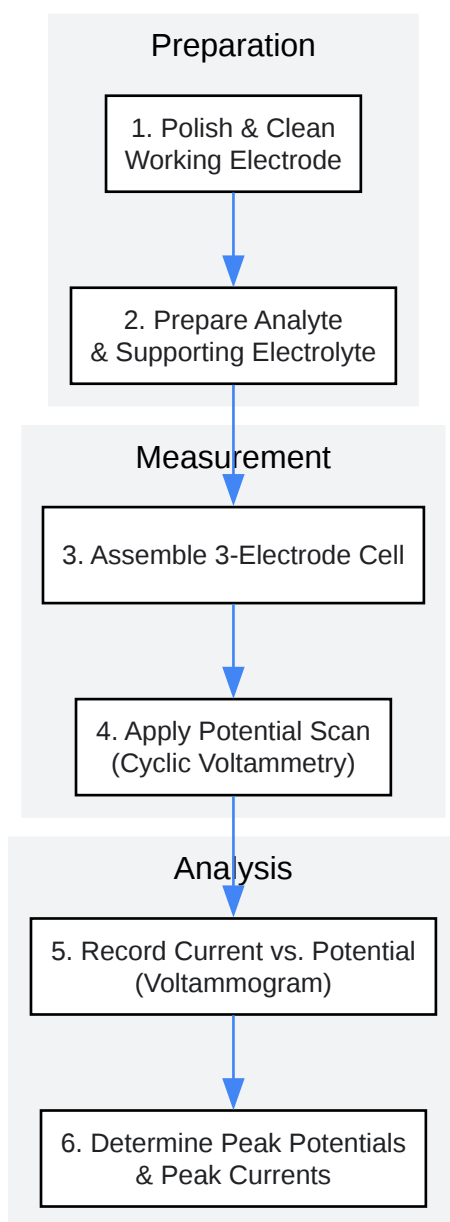 Preparation
1. Polish & Clean
Working Electrode
2. Prepare Analyte
& Supporting Electrolyte
Measurement
3. Assemble 3-Electrode Cell
4. Apply Potential Scan
(Cyclic Voltammetry)
Analysis
5. Record Current vs. Potential
(Voltammogram)
6. Determine Peak Potentials
& Peak Currents